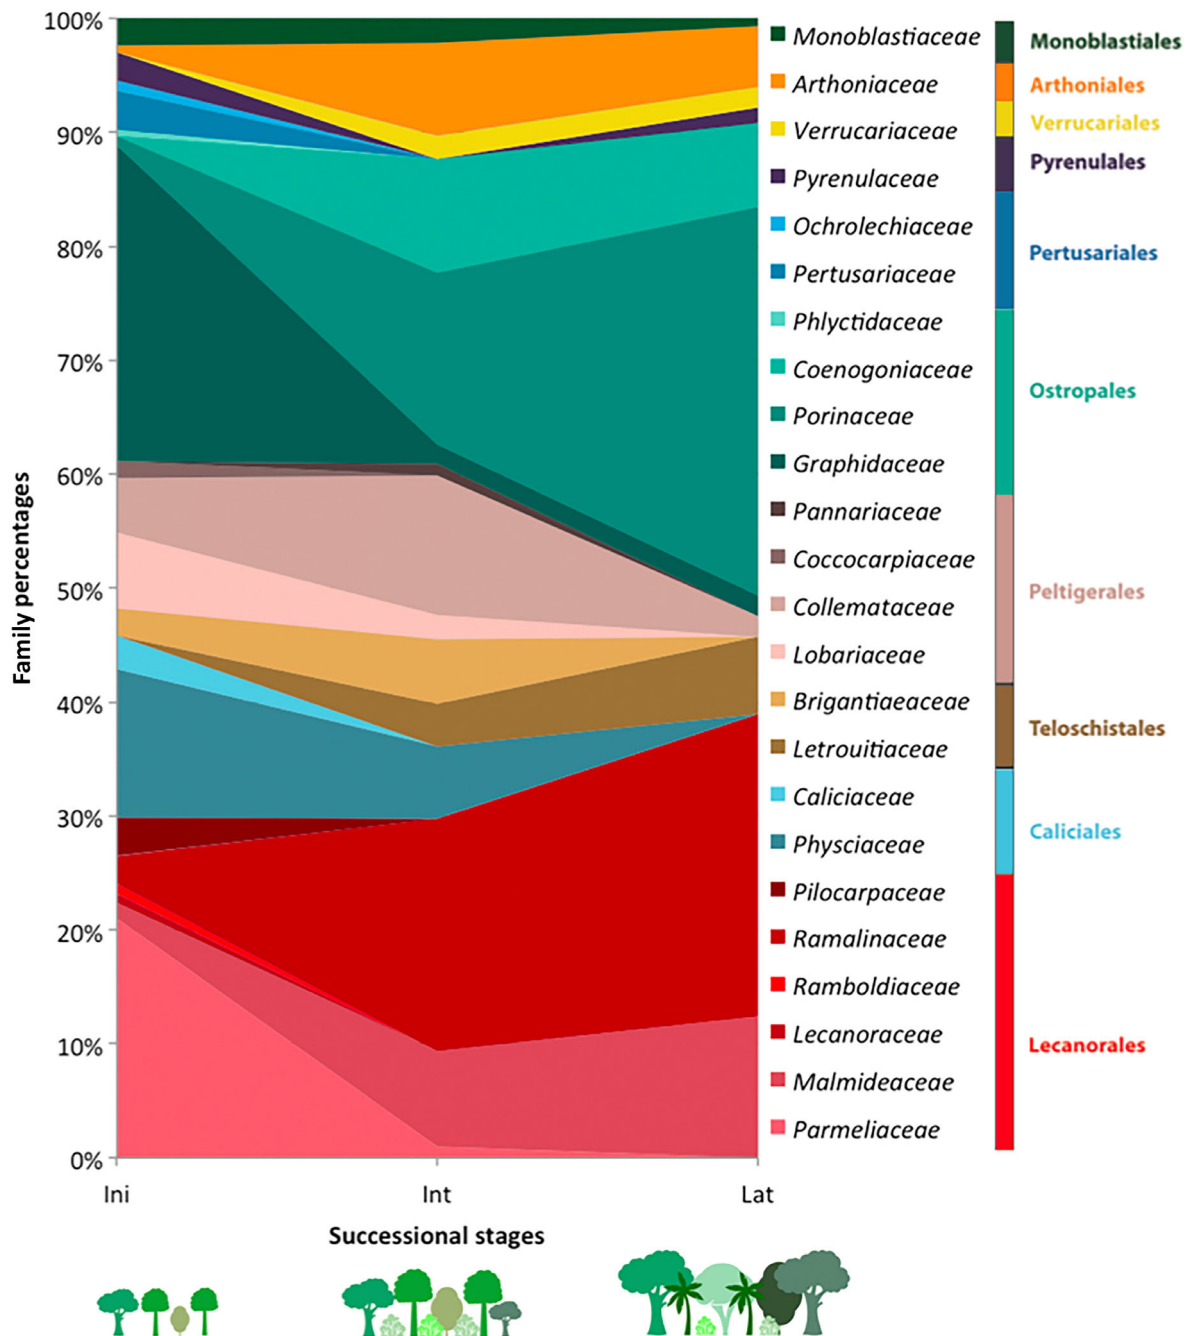 100%
90%
80%
70%
60%
50%
40%
30%
20%
10%
0%
Family percentages
Ini
Int
Lat
Successional stages
Monoblastiaceae
Arthoniaceae
Verrucariaceae
Pyrenulaceae
Ochrolechiaceae
Pertusariaceae
Phlyctidaceae
Coenogoniaceae
Porinaceae
Graphidaceae
Pannariaceae
Coccocarpiaceae
Collemataceae
Lobariaceae
Brigantiaeaceae
Letrouitiaceae
Caliciaceae
Physciaceae
Pilocarpaceae
Ramalinaceae
Ramboldiaceae
Lecanoraceae
Malmideaceae
Parmeliaceae
Monoblastiales
Arthoniales
Verrucariales
Pyrenulales
Pertusariales
Ostropales
Peltigerales
Teloschistales
Caliciales
Lecanorales